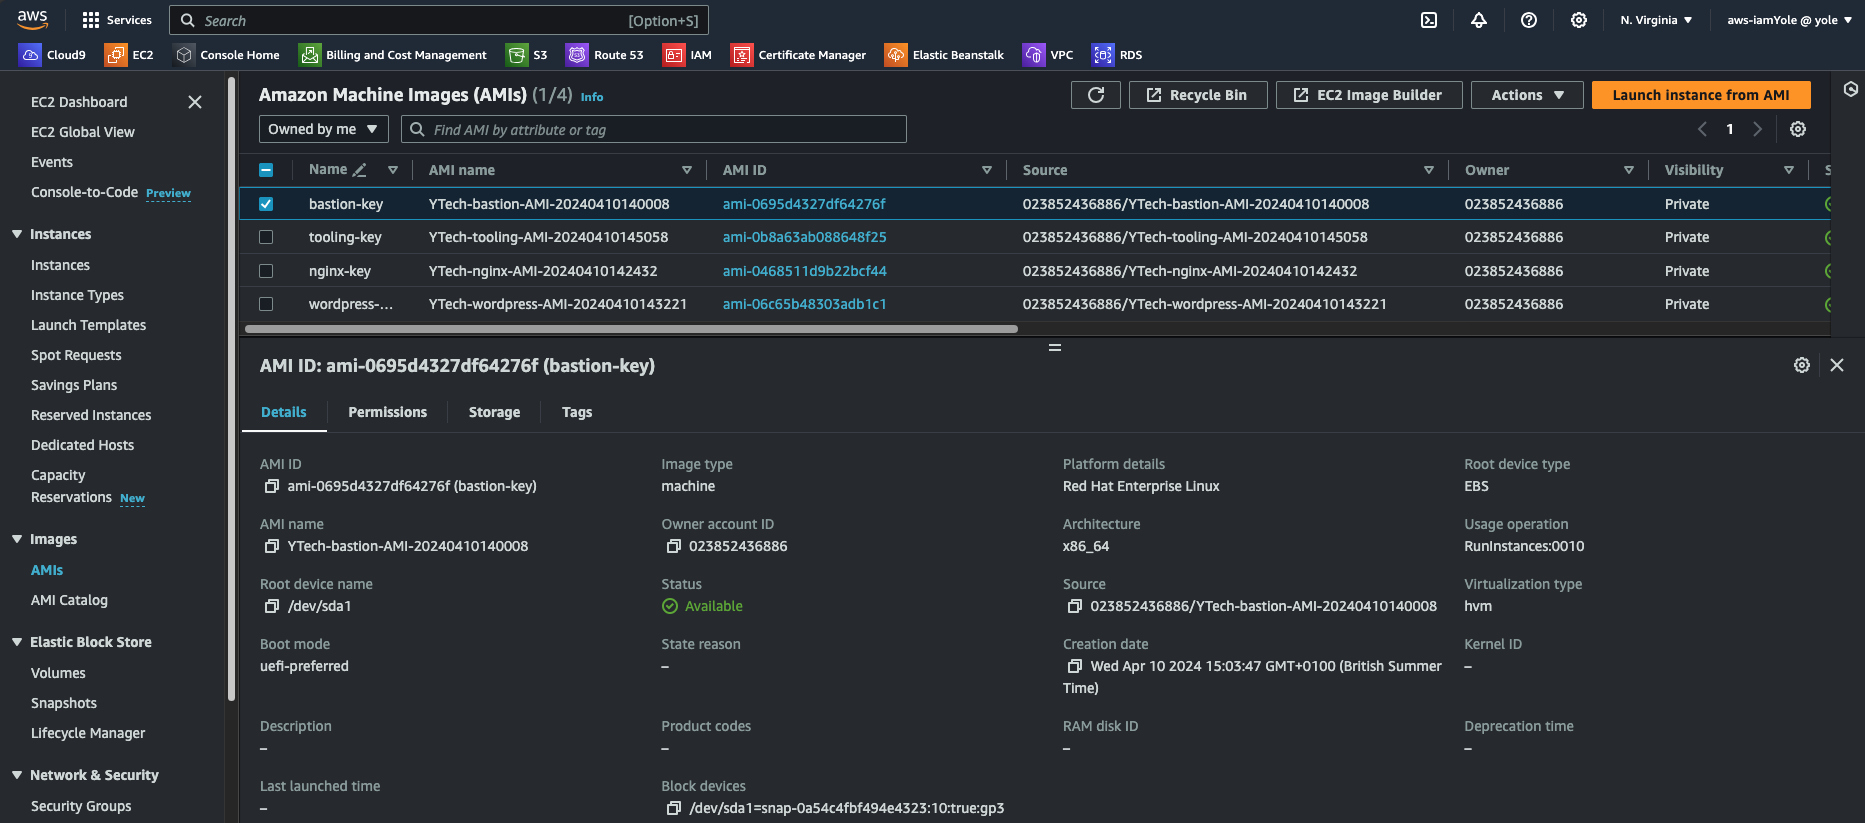 aws
Services
Search
[Option+S]
N. Virginia
aws-iamYole @ yole
Cloud9
EC2
Console Home
Billing and Cost Management
S3
Route 53
IAM
Certificate Manager
Elastic Beanstalk
VPC
RDS
EC2 Dashboard
EC2 Global View
Events
Console-to-Code Preview
Instances
Instances
Instance Types
Launch Templates
Spot Requests
Savings Plans
Reserved Instances
Dedicated Hosts
Capacity
Reservations New
Images
AMIs
AMI Catalog
Elastic Block Store
Volumes
Snapshots
Lifecycle Manager
Network & Security
Security Groups
Amazon Machine Images (AMIs) (1/4) Info
Recycle Bin
EC2 Image Builder
Actions
Launch instance from AMI
Owned by me
Find AMI by attribute or tag
1
Name AMI name AMI ID Source Owner Visibility S
bastion-key YTech-bastion-AMI-20240410140008 ami-0695d4327df64276f 023852436886/YTech-bastion-AMI-20240410140008 023852436886 Private
tooling-key YTech-tooling-AMI-20240410145058 ami-0b8a63ab088648f25 023852436886/YTech-tooling-AMI-20240410145058 023852436886 Private
nginx-key YTech-nginx-AMI-20240410142432 ami-0468511d9b22bcf44 023852436886/YTech-nginx-AMI-20240410142432 023852436886 Private
wordpress-... YTech-wordpress-AMI-20240410143221 ami-06c65b48303adb1c1 023852436886/YTech-wordpress-AMI-20240410143221 023852436886 Private
AMI ID: ami-0695d4327df64276f (bastion-key)
Details Permissions Storage Tags
AMI ID
ami-0695d4327df64276f (bastion-key)
Image type
machine
Platform details
Red Hat Enterprise Linux
Root device type
EBS
AMI name
YTech-bastion-AMI-20240410140008
Owner account ID
023852436886
Architecture
x86_64
Usage operation
RunInstances:0010
Root device name
/dev/sda1
Status
Available
Source
023852436886/YTech-bastion-AMI-20240410140008
Virtualization type
hvm
Boot mode
uefi-preferred
State reason
–
Creation date
Wed Apr 10 2024 15:03:47 GMT+0100 (British Summer
Time)
Kernel ID
–
Description
–
Product codes
–
RAM disk ID
–
Deprecation time
–
Last launched time
–
Block devices
/dev/sda1=snap-0a54c4fbf494e4323:10:true:gp3